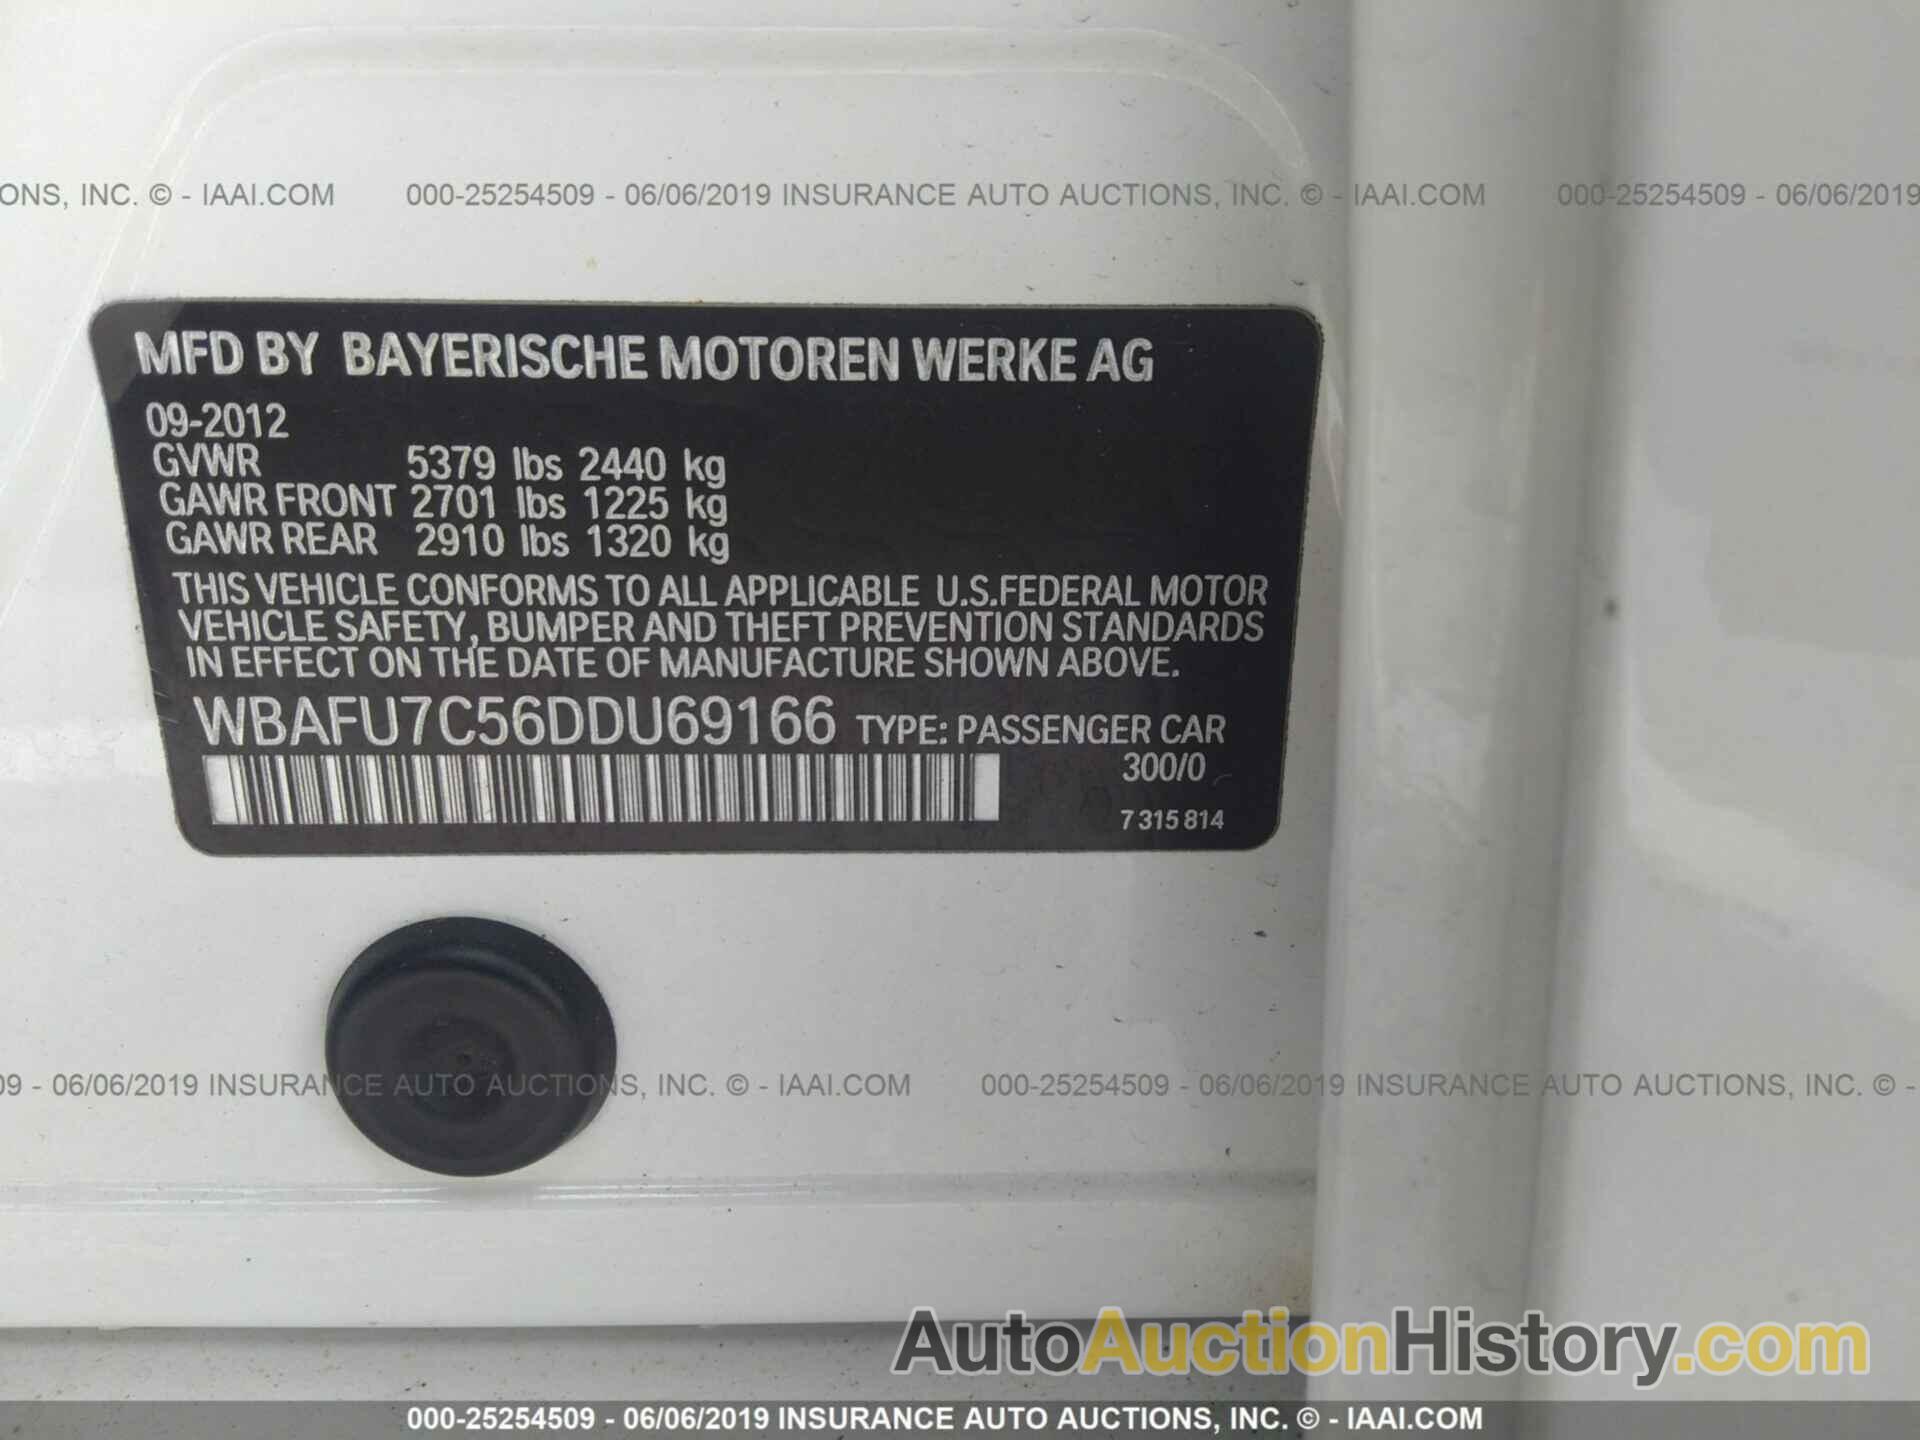 ONS, INC. © - IAAI.COM 000-25254509 - 06/06/2019 INSURANCE AUTO AUCTIONS, INC. © - IAAI.COM 000-25254509 - 06/06/2019
MFD BY BAYERISCHE MOTOREN WERKE AG
09-2012
GVWR 5379 lbs 2440 kg
GAWR FRONT 2701 lbs 1225 kg
GAWR REAR 2910 lbs 1320 kg
THIS VEHICLE CONFORMS TO ALL APPLICABLE U.S.FEDERAL MOTOR
VEHICLE SAFETY, BUMPER AND THEFT PREVENTION STANDARDS
IN EFFECT ON THE DATE OF MANUFACTURE SHOWN ABOVE.
WBAFU7C56DDU69166 TYPE: PASSENGER CAR
300/0
7 315 814
09 - 06/06/2019 INSURANCE AUTO AUCTIONS, INC. © - IAAI.COM 000-25254509 - 06/06/2019 INSURANCE AUTO AUCTIONS, INC. © -
AutoAuctionHistory.com
000-25254509 - 06/06/2019 INSURANCE AUTO AUCTIONS, INC. © - IAAI.COM